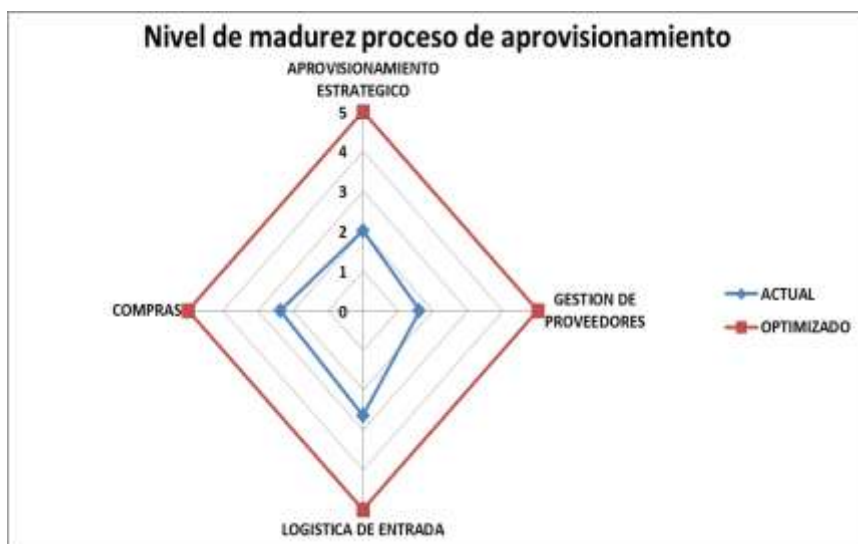 Nivel de madurez proceso de aprovisionamiento
APROVISIONAMIENTO
ESTRATEGICO
5
4
3
2
1
0
COMPRAS
GESTION DE
PROVEEDORES
LOGISTICA DE ENTRADA
ACTUAL
OPTIMIZADO